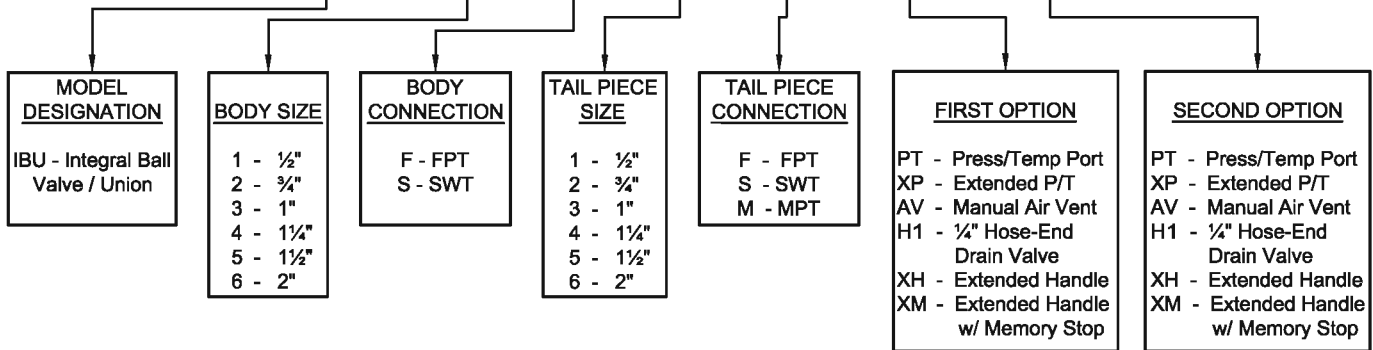 MODEL
DESIGNATION
IBU - Integral Ball
Valve / Union
BODY SIZE
1 - ½"
2 - ¾"
3 - 1"
4 - 1¼"
5 - 1½"
6 - 2"
BODY
CONNECTION
F - FPT
S - SWT
TAIL PIECE
SIZE
1 - ½"
2 - ¾"
3 - 1"
4 - 1¼"
5 - 1½"
6 - 2"
TAIL PIECE
CONNECTION
F - FPT
S - SWT
M - MPT
FIRST OPTION
PT - Press/Temp Port
XP - Extended P/T
AV - Manual Air Vent
H1 - ¼" Hose-End
Drain Valve
XH - Extended Handle
XM - Extended Handle
w/ Memory Stop
SECOND OPTION
PT - Press/Temp Port
XP - Extended P/T
AV - Manual Air Vent
H1 - ¼" Hose-End
Drain Valve
XH - Extended Handle
XM - Extended Handle
w/ Memory Stop